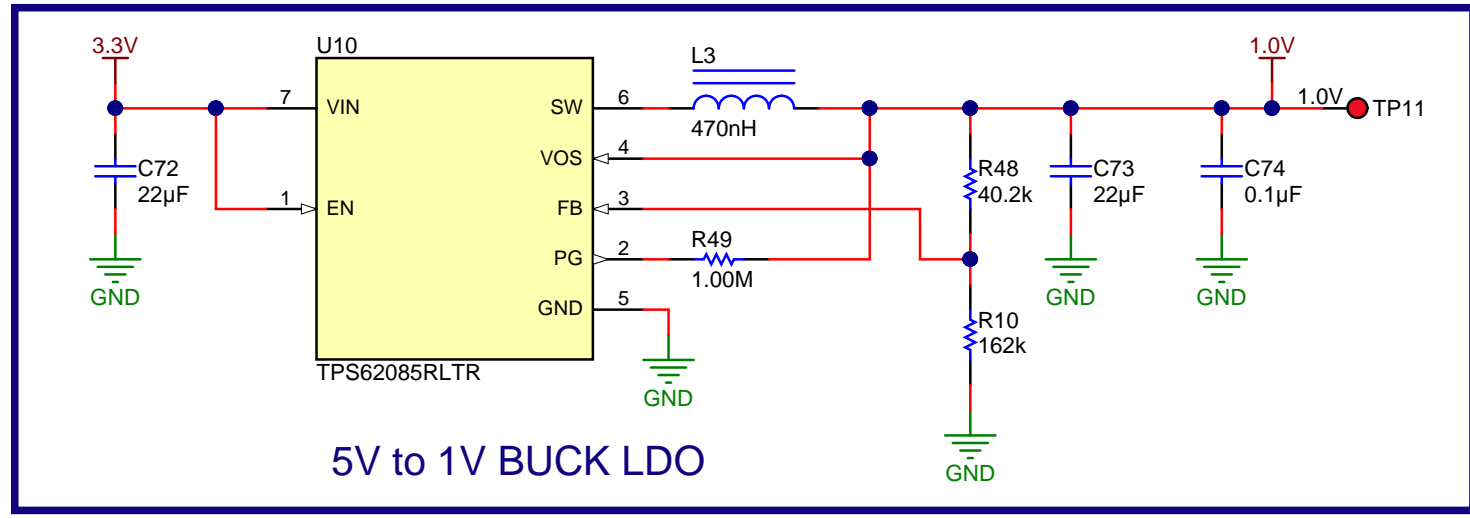 3.3V
U10
L3
1.0V
7
VIN
SW
6
1.0V
TP11
470nH
VOS
4
C72
22µF
R48
40.2k
C73
22µF
C74
0.1µF
1
EN
FB
3
PG
2
R49
1.00M
GND
GND
5
GND
GND
R10
162k
TPS62085RLTR
GND
5V to 1V BUCK LDO
GND